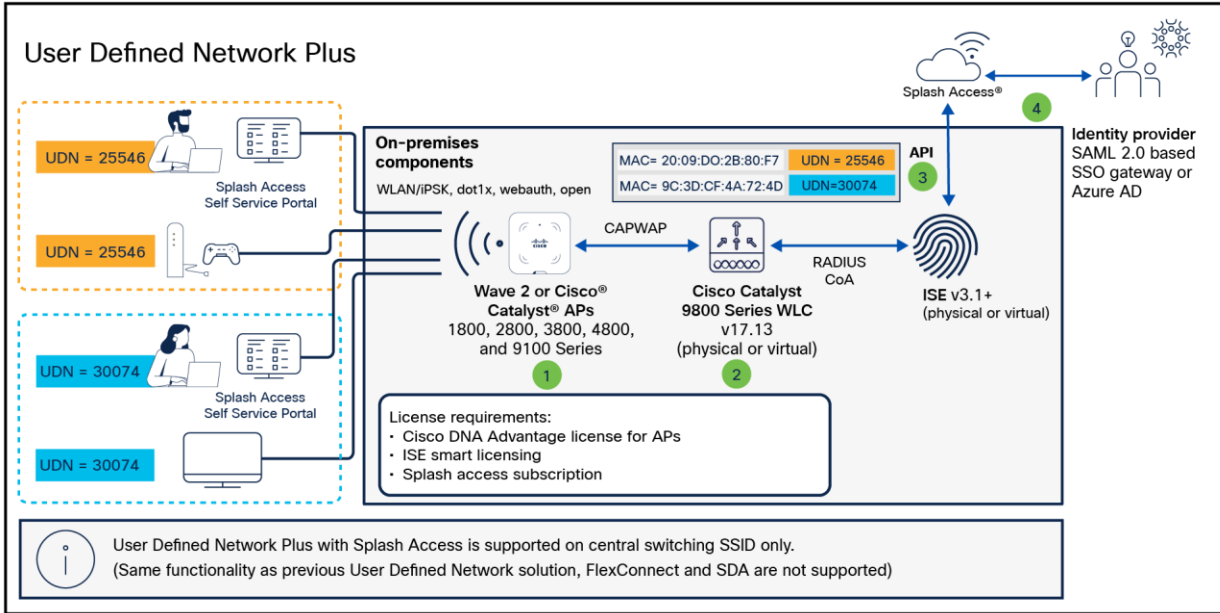 User Defined Network Plus
UDN = 25546
Splash Access
Self Service Portal
UDN = 25546
UDN = 30074
Splash Access
Self Service Portal
UDN = 30074
On-premises
components
WLAN/iPSK, dot1x, webauth, open
MAC= 20:09:DO:2B:80:F7
UDN = 25546
MAC= 9C:3D:CF:4A:72:4D
UDN=30074
API
3
Splash Access®
4
Identity provider
SAML 2.0 based
SSO gateway or
Azure AD
cisco
CAPWAP
RADIUS
CoA
Wave 2 or Cisco®
Catalyst® APs
1800, 2800, 3800, 4800,
and 9100 Series
1
Cisco Catalyst
9800 Series WLC
v17.13
(physical or virtual)
2
ISE v3.1+
(physical or virtual)
License requirements:
· Cisco DNA Advantage license for APs
· ISE smart licensing
· Splash access subscription
i
User Defined Network Plus with Splash Access is supported on central switching SSID only.
(Same functionality as previous User Defined Network solution, FlexConnect and SDA are not supported)